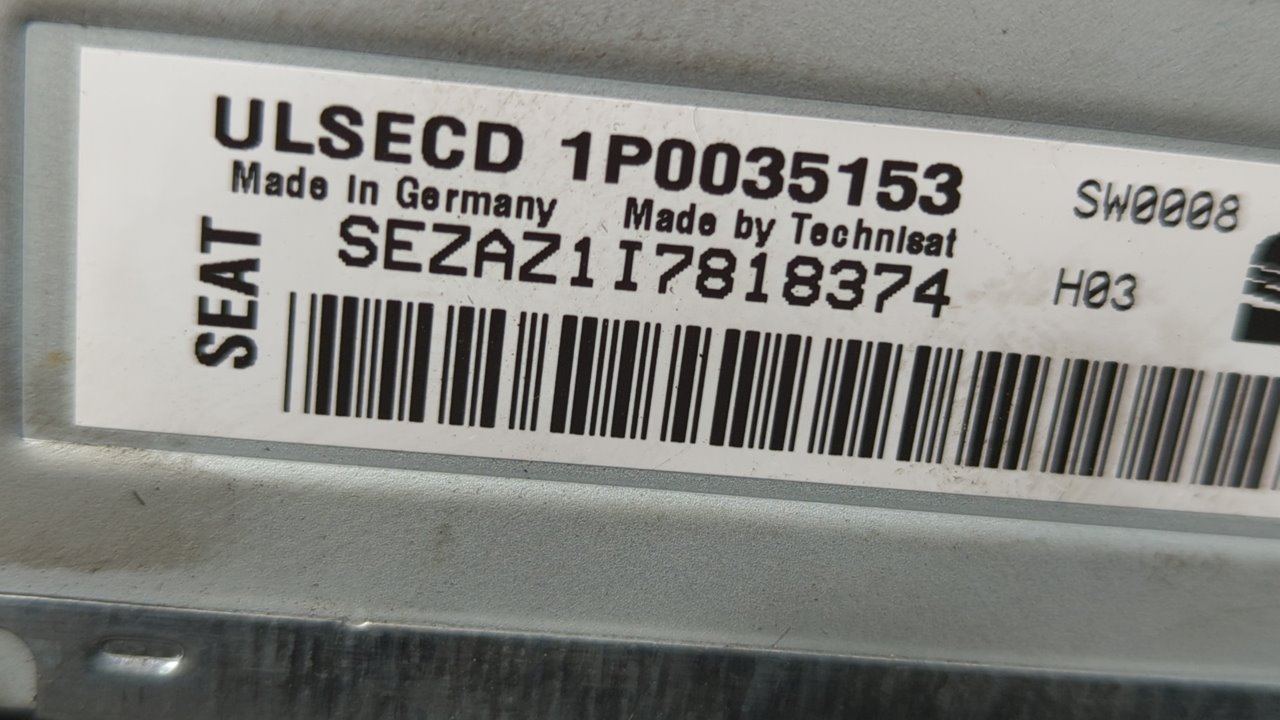 ULSECD 1P0035153
SW0008
Made in Germany Made by Technisat
SEZAZ1I7818374
H03
SEAT